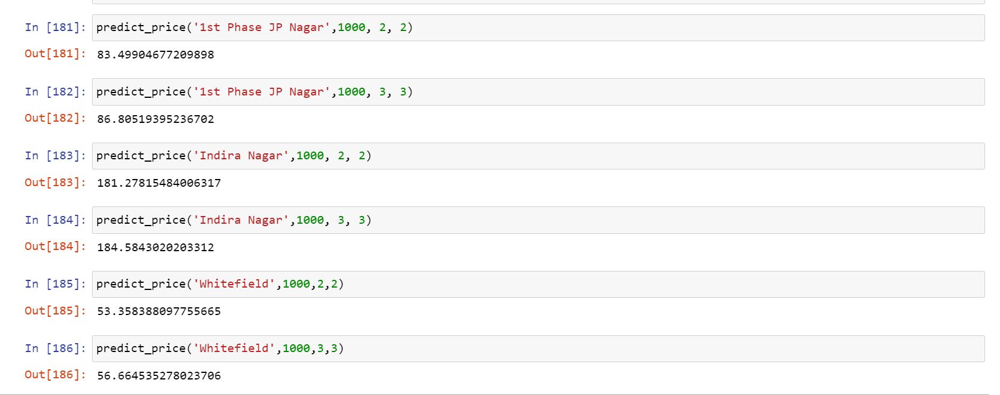 In [181]: predict_price('1st Phase JP Nagar',1000, 2, 2)
Out[181]: 83.49904677209898
In [182]: predict_price('1st Phase JP Nagar',1000, 3, 3)
Out[182]: 86.80519395236702
In [183]: predict_price('Indira Nagar',1000, 2, 2)
Out[183]: 181.27815484006317
In [184]: predict_price('Indira Nagar',1000, 3, 3)
Out[184]: 184.5843020203312
In [185]: predict_price('Whitefield',1000,2,2)
Out[185]: 53.358388097755665
In [186]: predict_price('Whitefield',1000,3,3)
Out[186]: 56.664535278023706